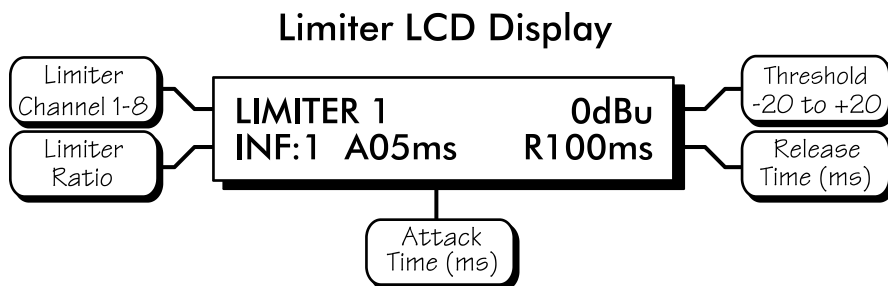 Limiter LCD Display
Limiter
Channel 1-8
Limiter
Ratio
LIMITER 1 0dBu
INF:1 A05ms R100ms
Threshold
-20 to +20
Release
Time (ms)
Attack
Time (ms)